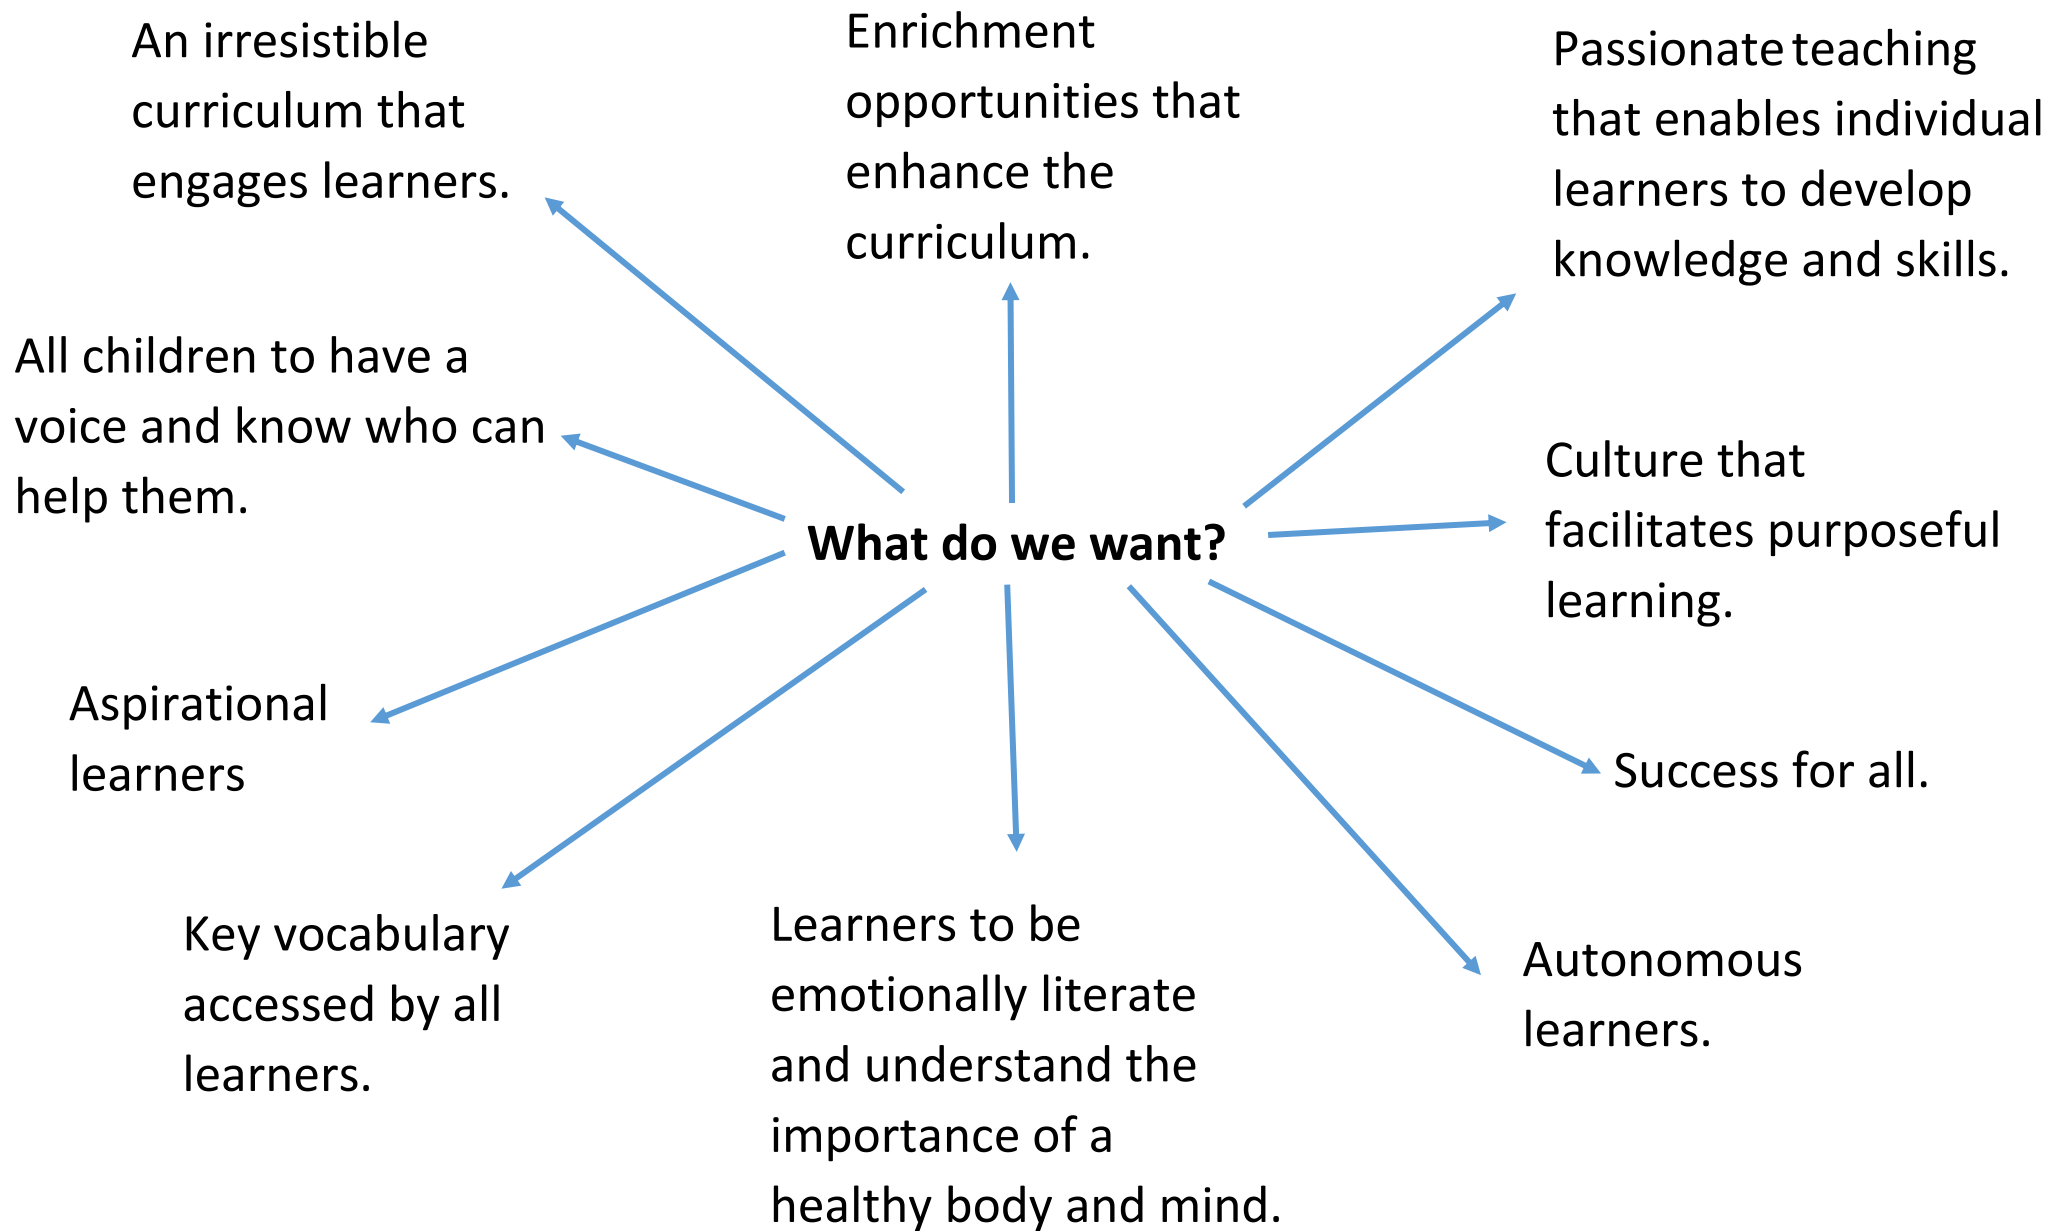 An irresistible
curriculum that
engages learners.
Enrichment
opportunities that
enhance the
curriculum.
Passionate teaching
that enables individual
learners to develop
knowledge and skills.
All children to have a
voice and know who can
help them.
What do we want?
Culture that
facilitates purposeful
learning.
Aspirational
learners
Success for all.
Key vocabulary
accessed by all
learners.
Learners to be
emotionally literate
and understand the
importance of a
healthy body and mind.
Autonomous
learners.